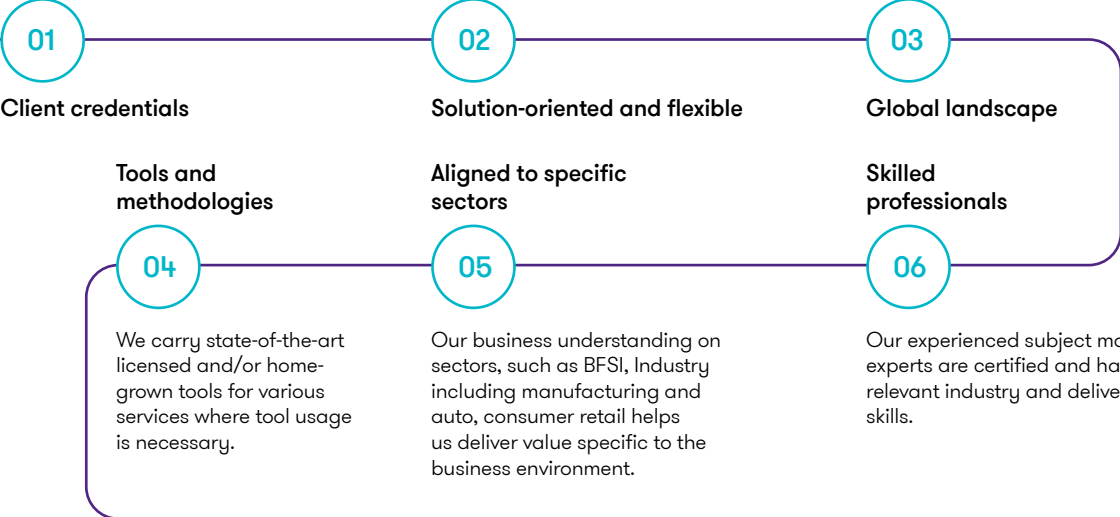 01
02
03
Client credentials
Solution-oriented and flexible
Global landscape
Tools and
methodologies
04
We carry state-of-the-art
licensed and/or home-
grown tools for various
services where tool usage
is necessary.
Aligned to specific
sectors
05
Our business understanding on
sectors, such as BFSI, Industry
including manufacturing and
auto, consumer retail helps
us deliver value specific to the
business environment.
Skilled
professionals
06
Our experienced subject
experts are certified and
relevant industry and
skills.